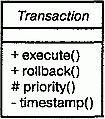 Transaction
+ execute()
+ rollback()
# priority()
- timestamp()